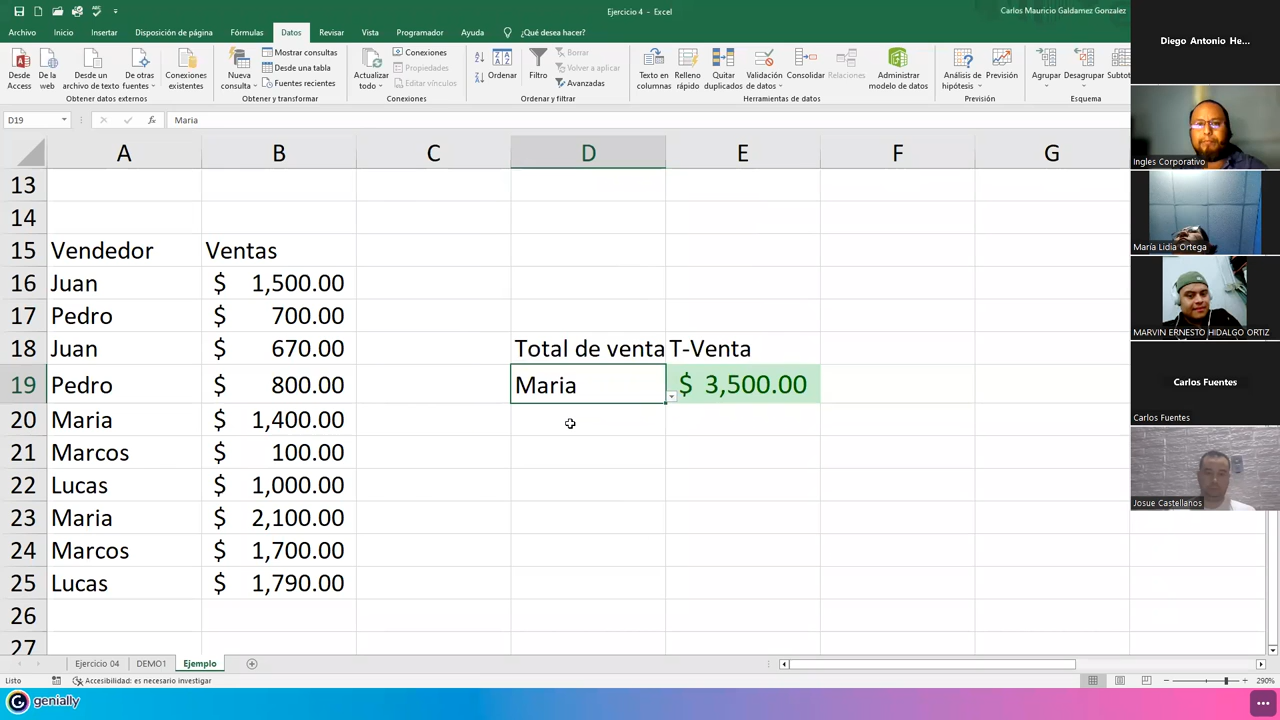 Ejercicio 4 - Excel
Carlos Mauricio Galdamez Gonzalez
Archivo Inicio Insertar Disposición de página Fórmulas Datos Revisar Vista Programador Ayuda ¿Qué desea hacer?
Desde Access
De la web
Desde un archivo de texto
De otras fuentes
Conexiones existentes
Obtener datos externos
Nueva consulta
Mostrar consultas
Desde una tabla
Fuentes recientes
Obtener y transformar
Actualizar todo
Conexiones
Propiedades
Editar vínculos
Conexiones
Ordenar
Filtro
Borrar
Volver a aplicar
Avanzadas
Ordenar y filtrar
Texto en columnas
Relleno rápido
Quitar duplicados
Validación de datos
Consolidar
Relaciones
Administrar modelo de datos
Herramientas de datos
Análisis de hipótesis
Previsión
Previsión
Agrupar
Desagrupar
Subtot
Esquema
D19 fx Maria
A B C D E F G
13
14
15 Vendedor Ventas
16 Juan $ 1,500.00
17 Pedro $ 700.00
18 Juan $ 670.00 Total de venta T-Venta
19 Pedro $ 800.00 Maria $ 3,500.00
20 Maria $ 1,400.00
21 Marcos $ 100.00
22 Lucas $ 1,000.00
23 Maria $ 2,100.00
24 Marcos $ 1,700.00
25 Lucas $ 1,790.00
26
27
Ejercicio 04 DEMO1 Ejemplo
Listo Accesibilidad: es necesario investigar 290%
genially
Diego Antonio He...
Ingles Corporativo
María Lidia Ortega
MARVIN ERNESTO HIDALGO ORTIZ
Carlos Fuentes
Carlos Fuentes
Josue Castellanos